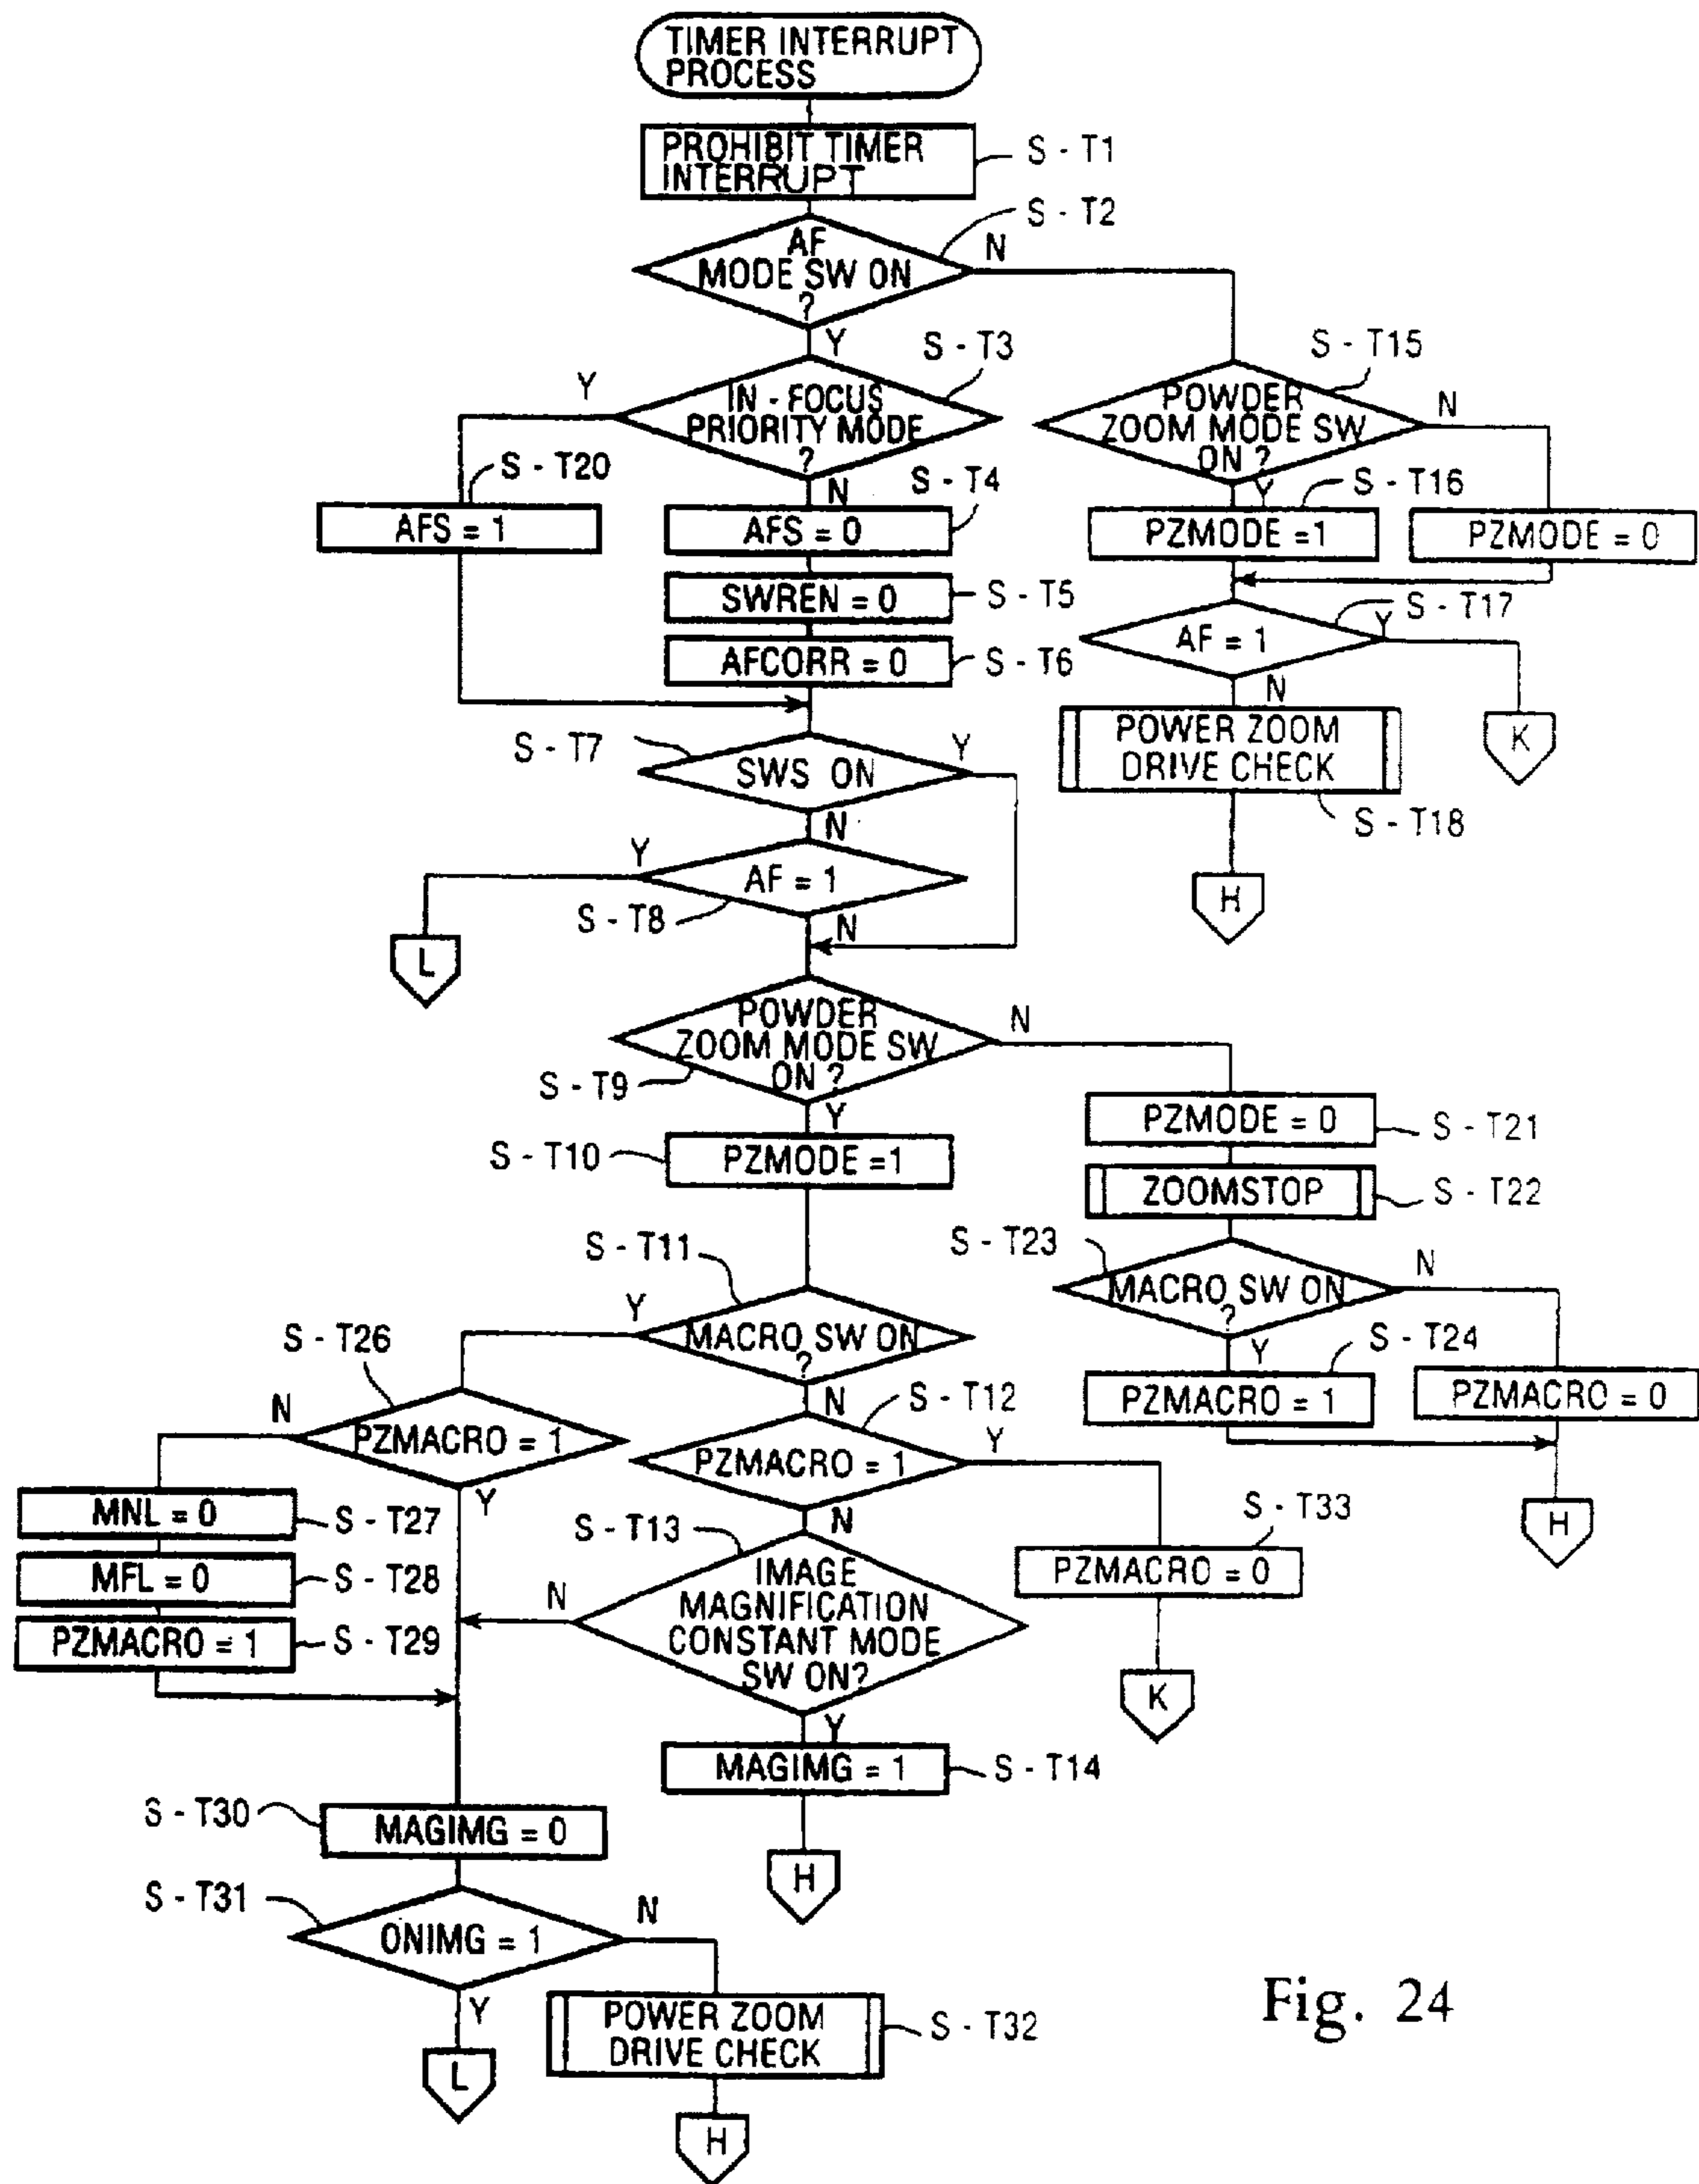 TIMER INTERRUPT
PROCESS
PROHIBIT TIMER
INTERRUPT
S - T1
S - T2
AF
MODE SW ON
?
N
Y
S - T3
S - T15
Y
IN - FOCUS
PRIORITY MODE
?
POWDER
ZOOM MODE SW
ON ?
N
S - T20
N
S - T4
Y
S - T16
AFS = 1
AFS = 0
PZMODE =1
PZMODE = 0
SWREN = 0
S - T5
S - T17
AF = 1
Y
AFCORR = 0
S - T6
N
S - T7
SWS ON
Y
POWER ZOOM
DRIVE CHECK
K
N
S - T18
Y
AF = 1
S - T8
N
H
L
POWDER
ZOOM MODE SW
ON ?
N
S - T9
Y
PZMODE = 0
S - T21
S - T10
PZMODE =1
ZOOMSTOP
S - T22
S - T11
S - T23
MACRO SW ON
?
N
Y
MACRO SW ON
?
S - T26
Y
S - T24
N
S - T12
PZMACRO = 1
PZMACRO = 0
N
PZMACRO = 1
PZMACRO = 1
Y
Y
N
MNL = 0
S - T27
S - T13
S - T33
H
MFL = 0
S - T28
IMAGE
MAGNIFICATION
CONSTANT MODE
SW ON?
N
PZMACRO = 0
PZMACRO = 1
S - T29
K
Y
MAGIMG = 1
S - T14
S - T30
MAGIMG = 0
H
S - T31
ONIMG = 1
N
Y
POWER ZOOM
DRIVE CHECK
S - T32
L
H
Fig. 24